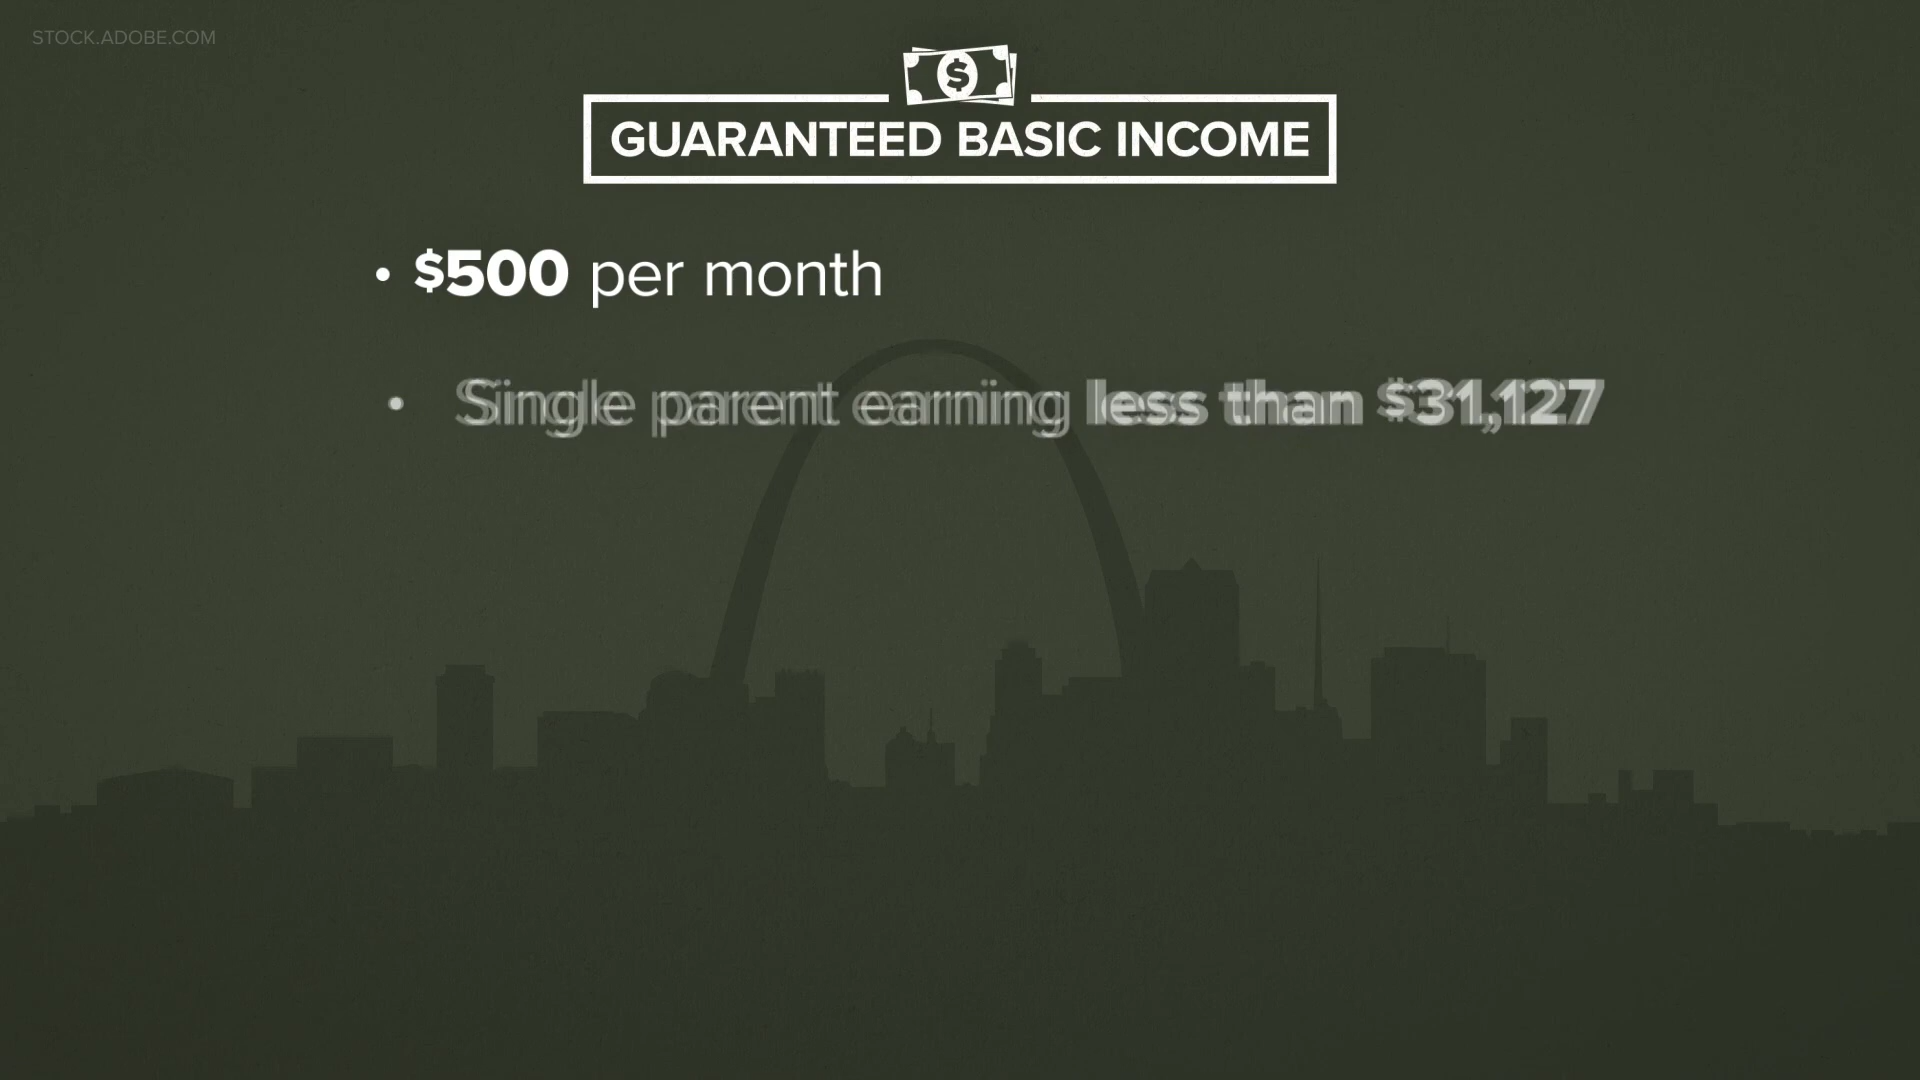 STOCK.ADOBE.COM
$
GUARANTEED BASIC INCOME
• $500 per month
• Single parent earning less than $31,127